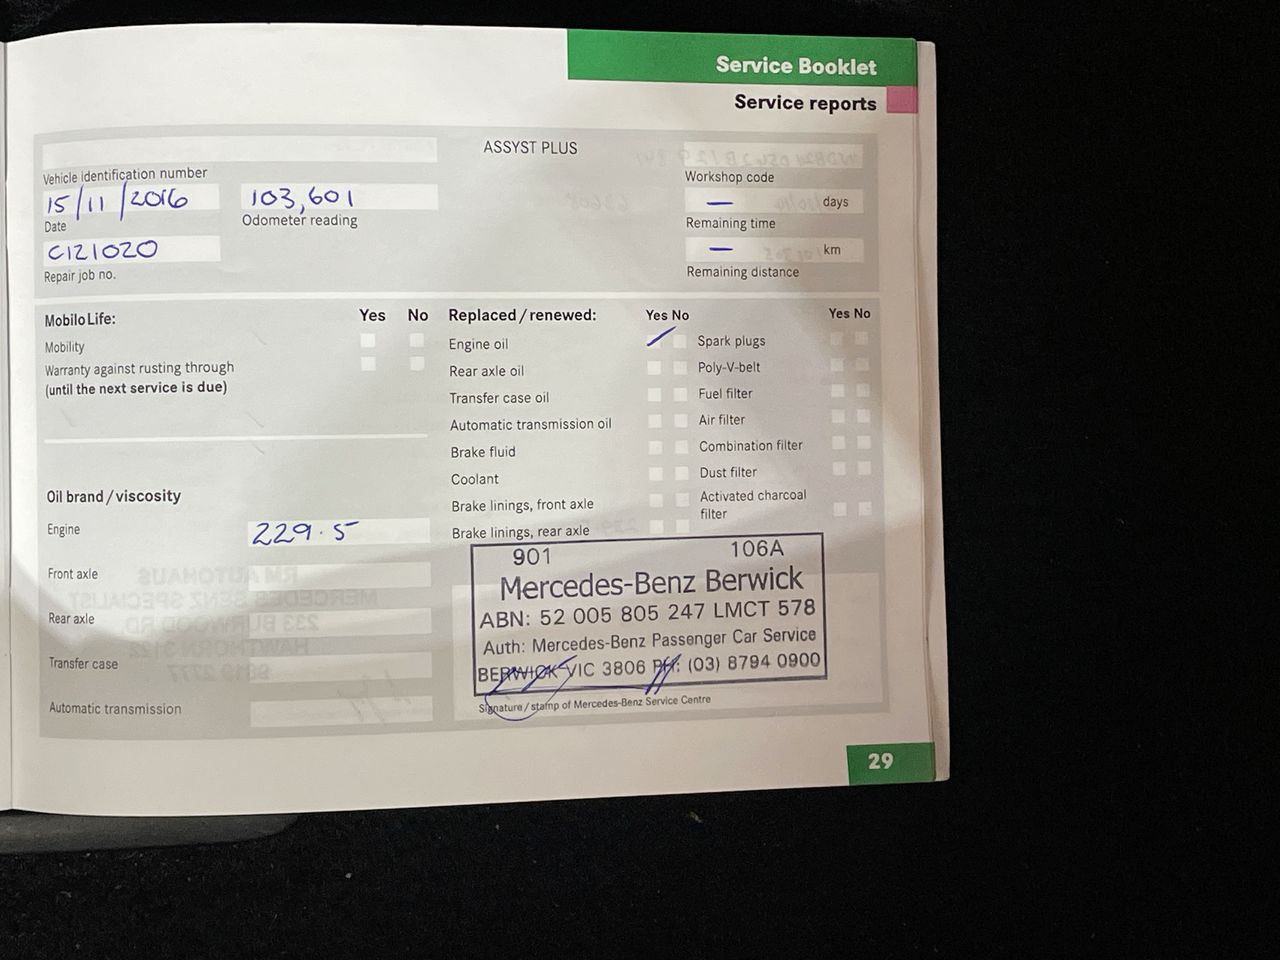 Service Booklet
Service reports
ASSYST PLUS
Vehicle identification number
Workshop code
15/11/2016 103,601 — days
Date Odometer reading Remaining time
C121020 — km
Repair job no. Remaining distance
MobiloLife: Yes No Replaced/renewed: Yes No Yes No
Mobility Engine oil Spark plugs
Warranty against rusting through Rear axle oil Poly-V-belt
(until the next service is due) Transfer case oil Fuel filter
Automatic transmission oil Air filter
Brake fluid Combination filter
Coolant Dust filter
Oil brand/viscosity Brake linings, front axle Activated charcoal
filter
Engine 229.5 Brake linings, rear axle
901 106A
Front axle Mercedes-Benz Berwick
Rear axle ABN: 52 005 805 247 LMCT 578
Auth: Mercedes-Benz Passenger Car Service
Transfer case BERWICK VIC 3806 PH: (03) 8794 0900
Automatic transmission Signature/stamp of Mercedes-Benz Service Centre
29